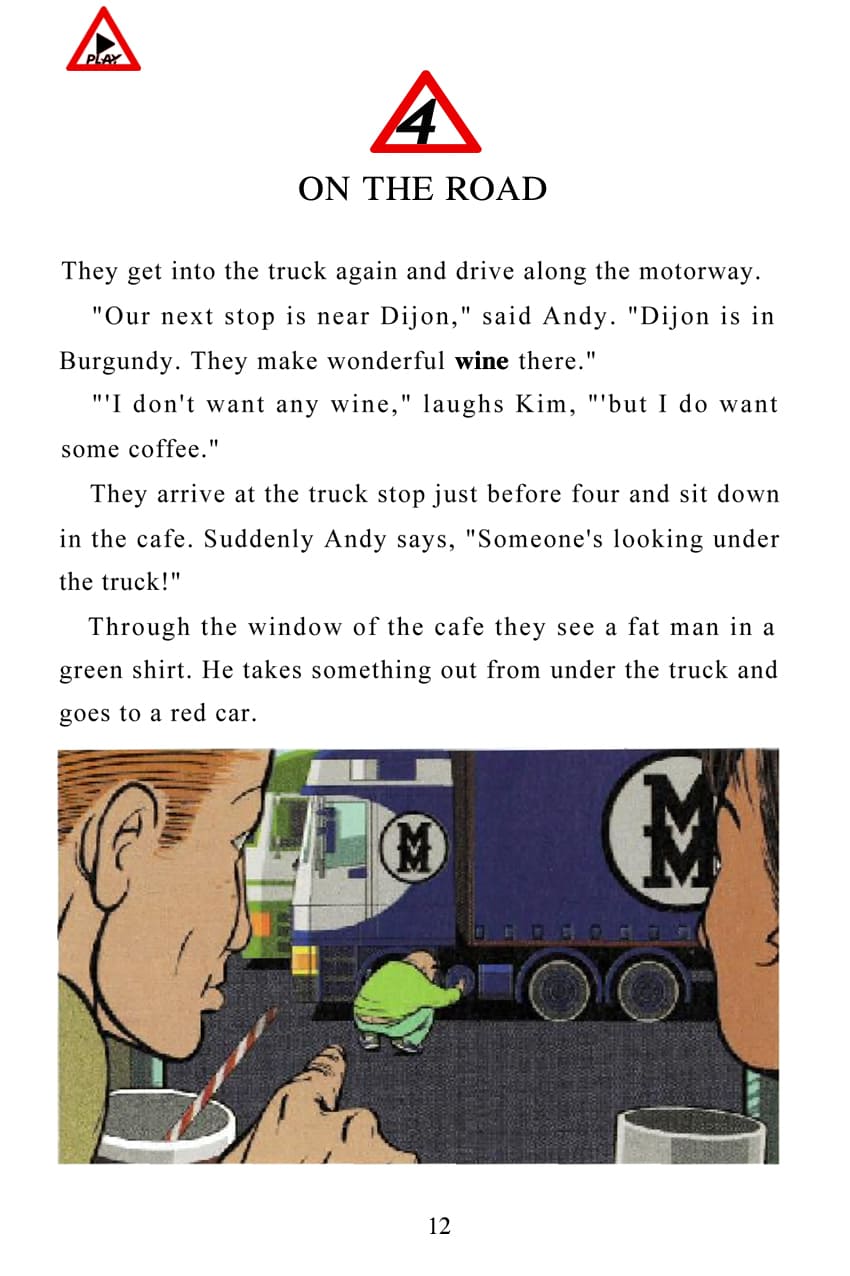 PLAY
4
ON THE ROAD
They get into the truck again and drive along the motorway.
"Our next stop is near Dijon," said Andy. "Dijon is in
Burgundy. They make wonderful wine there."
"'I don't want any wine," laughs Kim, "'but I do want
some coffee."
They arrive at the truck stop just before four and sit down
in the cafe. Suddenly Andy says, "Someone's looking under
the truck!"
Through the window of the cafe they see a fat man in a
green shirt. He takes something out from under the truck and
goes to a red car.
M
M
M
M
12